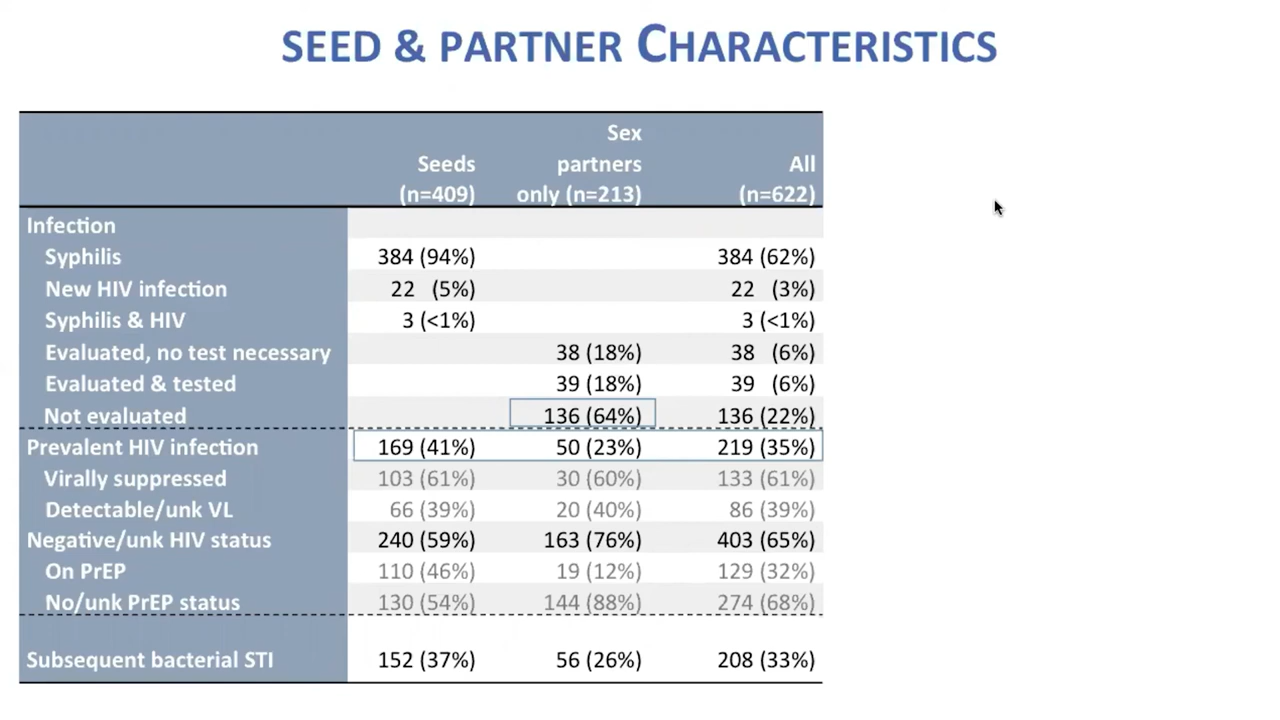 SEED & PARTNER CHARACTERISTICS
Sex
Seeds partners All
(n=409) only (n=213) (n=622)
Infection
Syphilis 384 (94%) 384 (62%)
New HIV infection 22 (5%) 22 (3%)
Syphilis & HIV 3 (<1%) 3 (<1%)
Evaluated, no test necessary 38 (18%) 38 (6%)
Evaluated & tested 39 (18%) 39 (6%)
Not evaluated 136 (64%) 136 (22%)
Prevalent HIV infection 169 (41%) 50 (23%) 219 (35%)
Virally suppressed 103 (61%) 30 (60%) 133 (61%)
Detectable/unk VL 66 (39%) 20 (40%) 86 (39%)
Negative/unk HIV status 240 (59%) 163 (76%) 403 (65%)
On PrEP 110 (46%) 19 (12%) 129 (32%)
No/unk PrEP status 130 (54%) 144 (88%) 274 (68%)
Subsequent bacterial STI 152 (37%) 56 (26%) 208 (33%)